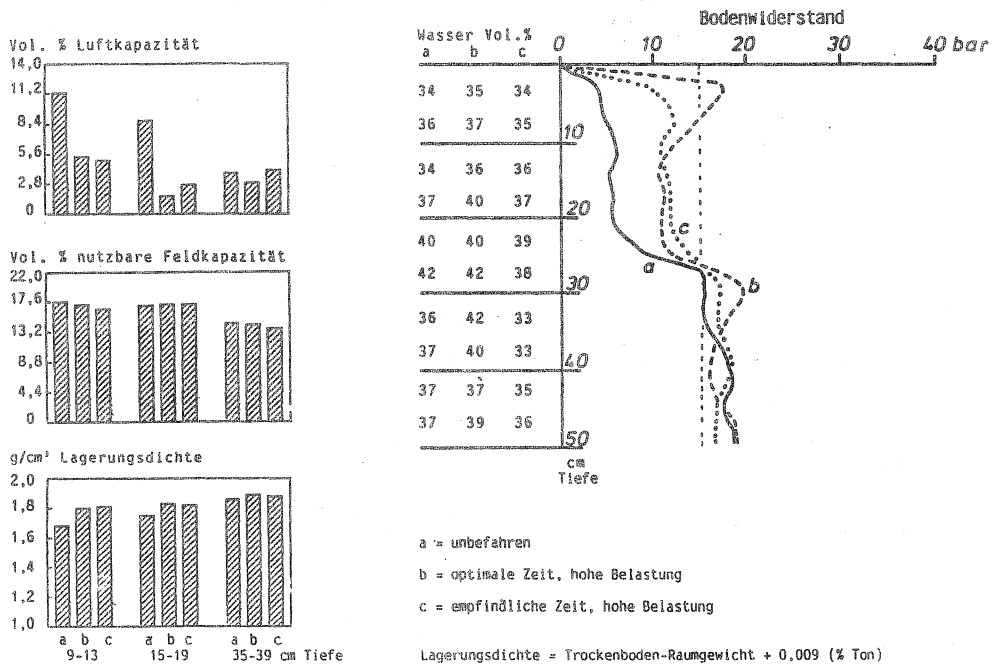 Vol. % Luftkapazität
14,0
11,2
8,4
5,6
2,8
0
Vol. % nutzbare Feldkapazität
22,0
17,6
13,2
8,8
4,4
0
g/cm³ Lagerungsdichte
2,0
1,8
1,6
1,4
1,2
1,0
a b c a b c a b c
9-13 15-19 35-39 cm Tiefe
Bodenwiderstand
Wasser Vol.%
a b c 0 10 20 30 40 bar
34 35 34
36 37 35 10
34 36 36
37 40 37 20
40 40 39 c
42 42 38 30 a b
36 42 33
37 40 33 40
37 37 35
37 39 36 50
cm
Tiefe
a = unbefahren
b = optimale Zeit, hohe Belastung
c = empfindliche Zeit, hohe Belastung
Lagerungsdichte = Trockenboden-Raumgewicht + 0,009 (% Ton)